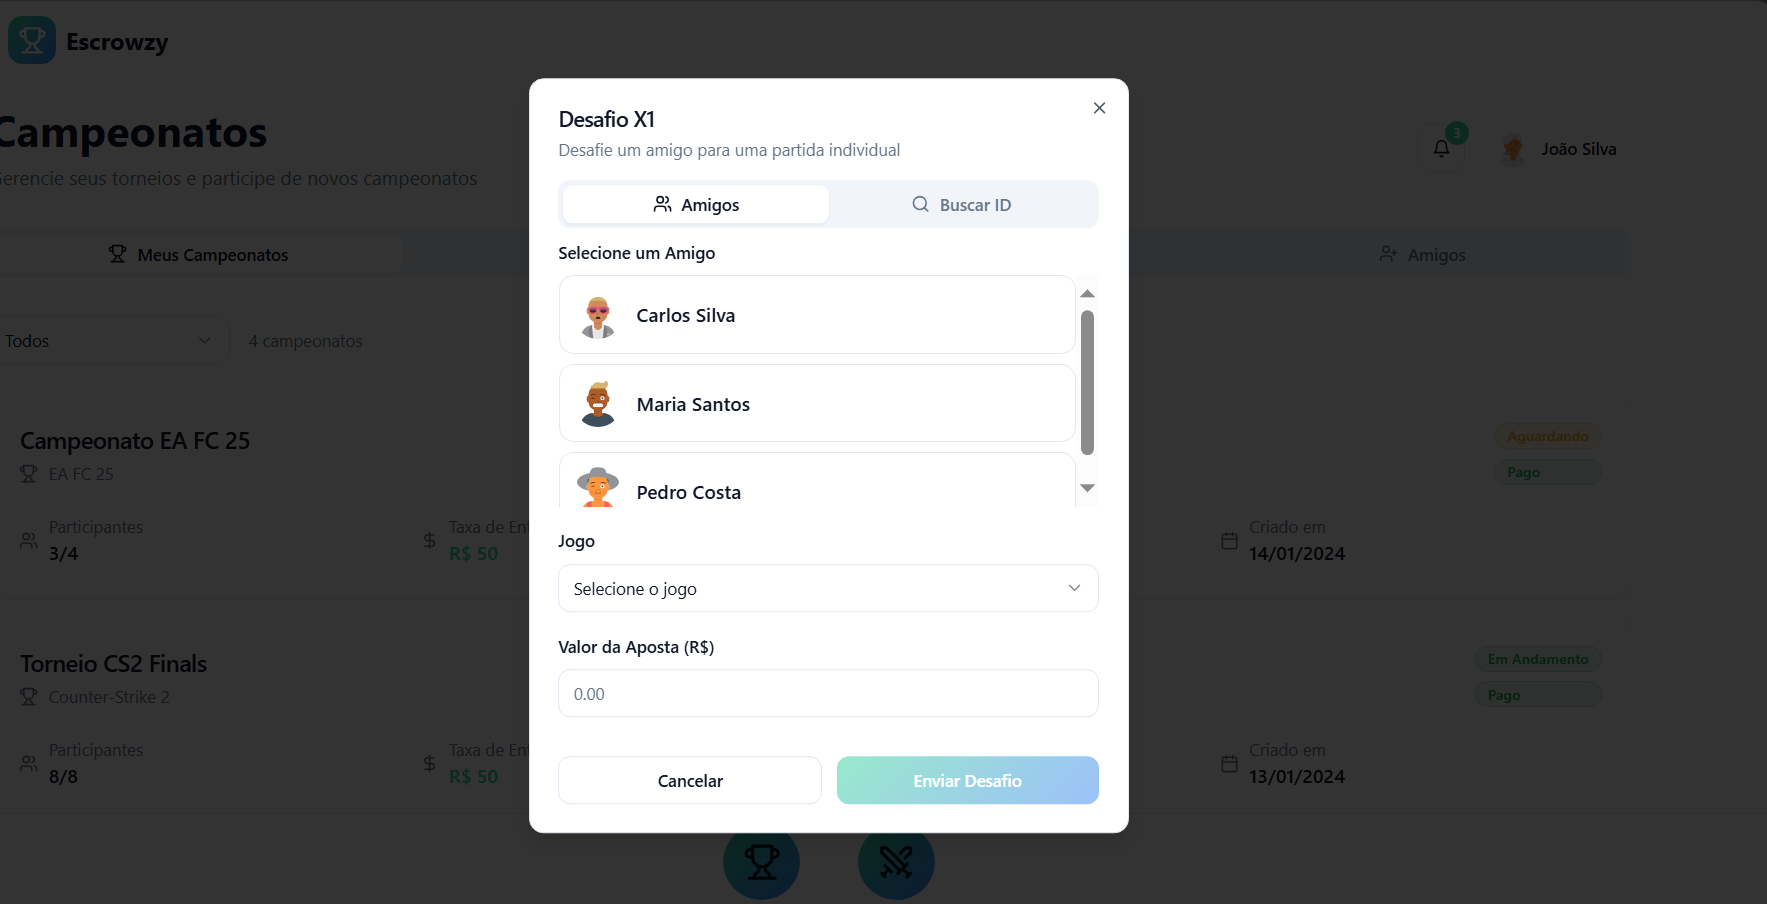 Escrowzy
Campeonatos
Gerencie seus torneios e participe de novos campeonatos
3
João Silva
Meus Campeonatos
Amigos
Todos
4 campeonatos
Campeonato EA FC 25
EA FC 25
Aguardando
Pago
Participantes
3/4
Taxa de
R$ 50
Criado em
14/01/2024
Torneio CS2 Finals
Counter-Strike 2
Em Andamento
Pago
Participantes
8/8
Taxa de
R$ 50
Criado em
13/01/2024
Desafio X1
Desafie um amigo para uma partida individual
Amigos
Buscar ID
Selecione um Amigo
Carlos Silva
Maria Santos
Pedro Costa
Jogo
Selecione o jogo
Valor da Aposta (R$)
0.00
Cancelar
Enviar Desafio